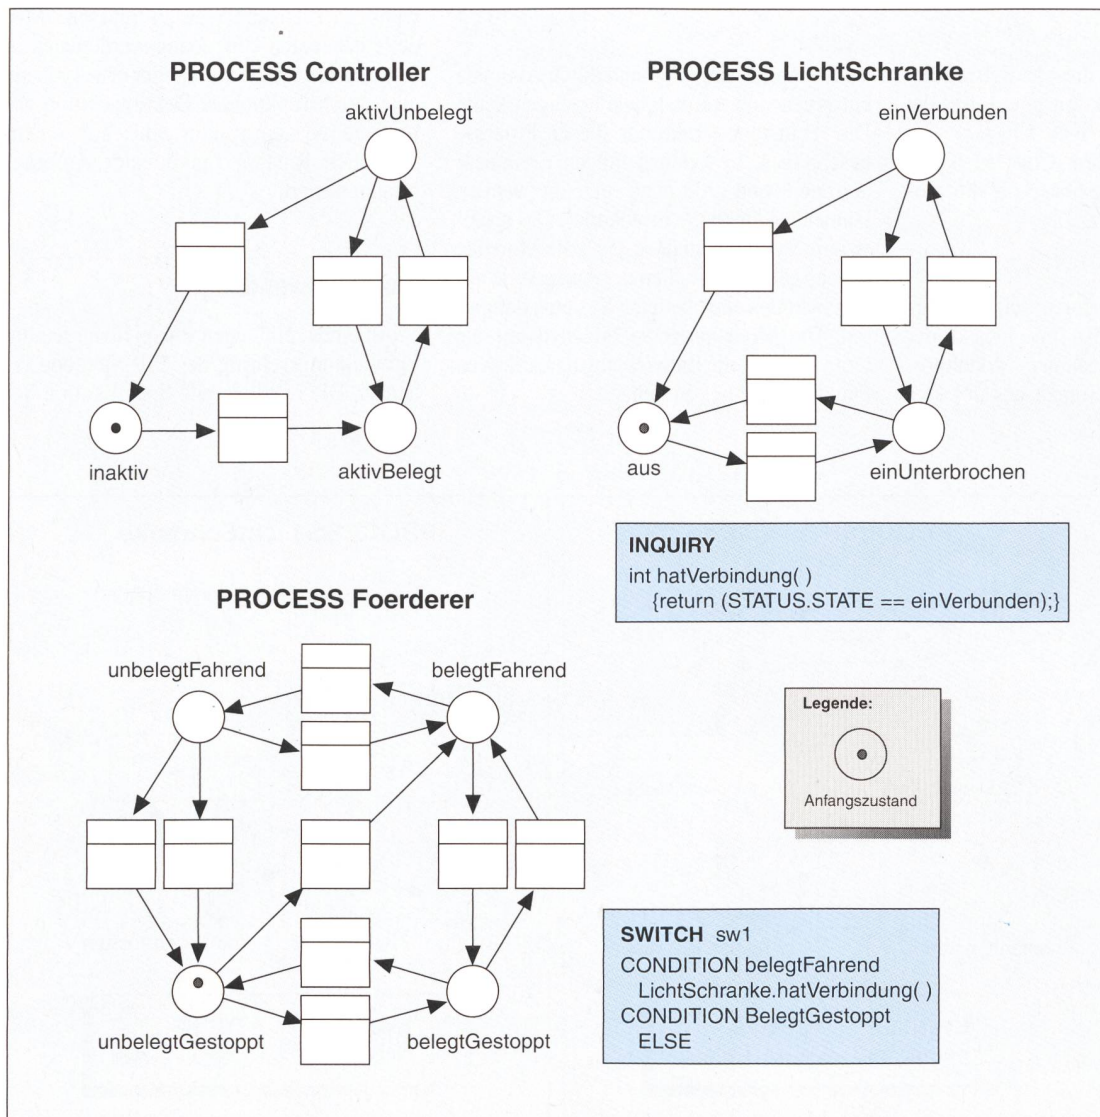 PROCESS Controller
aktivUnbelegt
inaktiv
aktivBelegt
PROCESS LichtSchranke
einVerbunden
aus
einUnterbrochen
INQUIRY
int hatVerbindung( )
{return (STATUS.STATE == einVerbunden);}
PROCESS Foerderer
unbelegtFahrend
belegtFahrend
unbelegtGestoppt
belegtGestoppt
Legende:
Anfangszustand
SWITCH sw1
CONDITION belegtFahrend
LichtSchranke.hatVerbindung( )
CONDITION BelegtGestoppt
ELSE